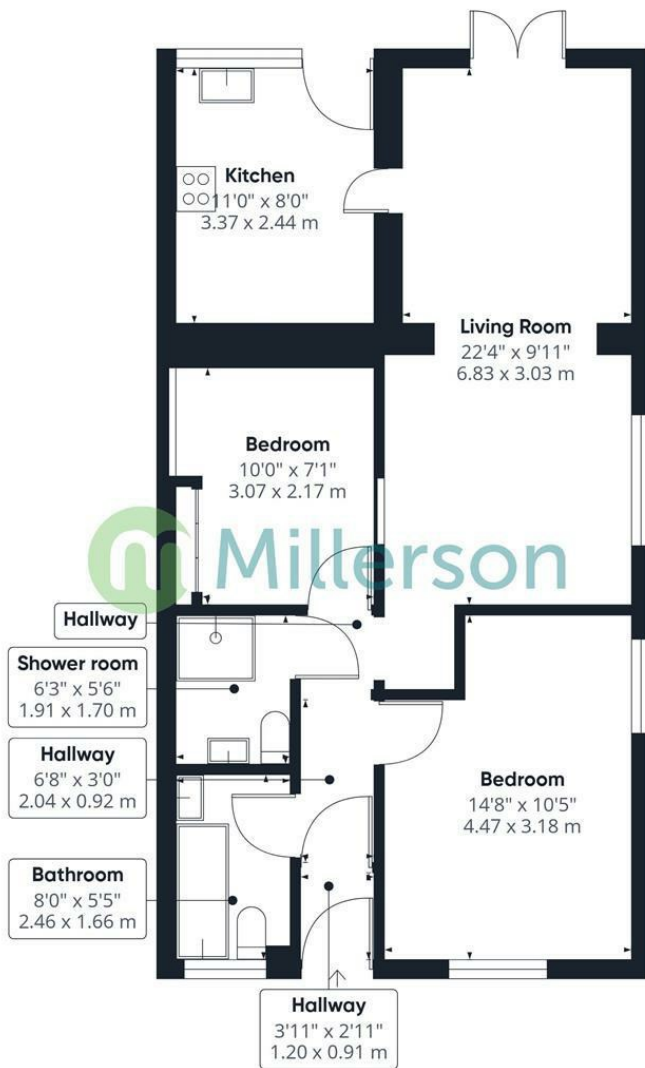 Kitchen
11'0" x 8'0"
3.37 x 2.44 m
Living Room
22'4" x 9'11"
6.83 x 3.03 m
Bedroom
10'0" x 7'1"
3.07 x 2.17 m
m Millerson
Hallway
Shower room
6'3" x 5'6"
1.91 x 1.70 m
Hallway
6'8" x 3'0"
2.04 x 0.92 m
Bedroom
14'8" x 10'5"
4.47 x 3.18 m
Bathroom
8'0" x 5'5"
2.46 x 1.66 m
Hallway
3'11" x 2'11"
1.20 x 0.91 m